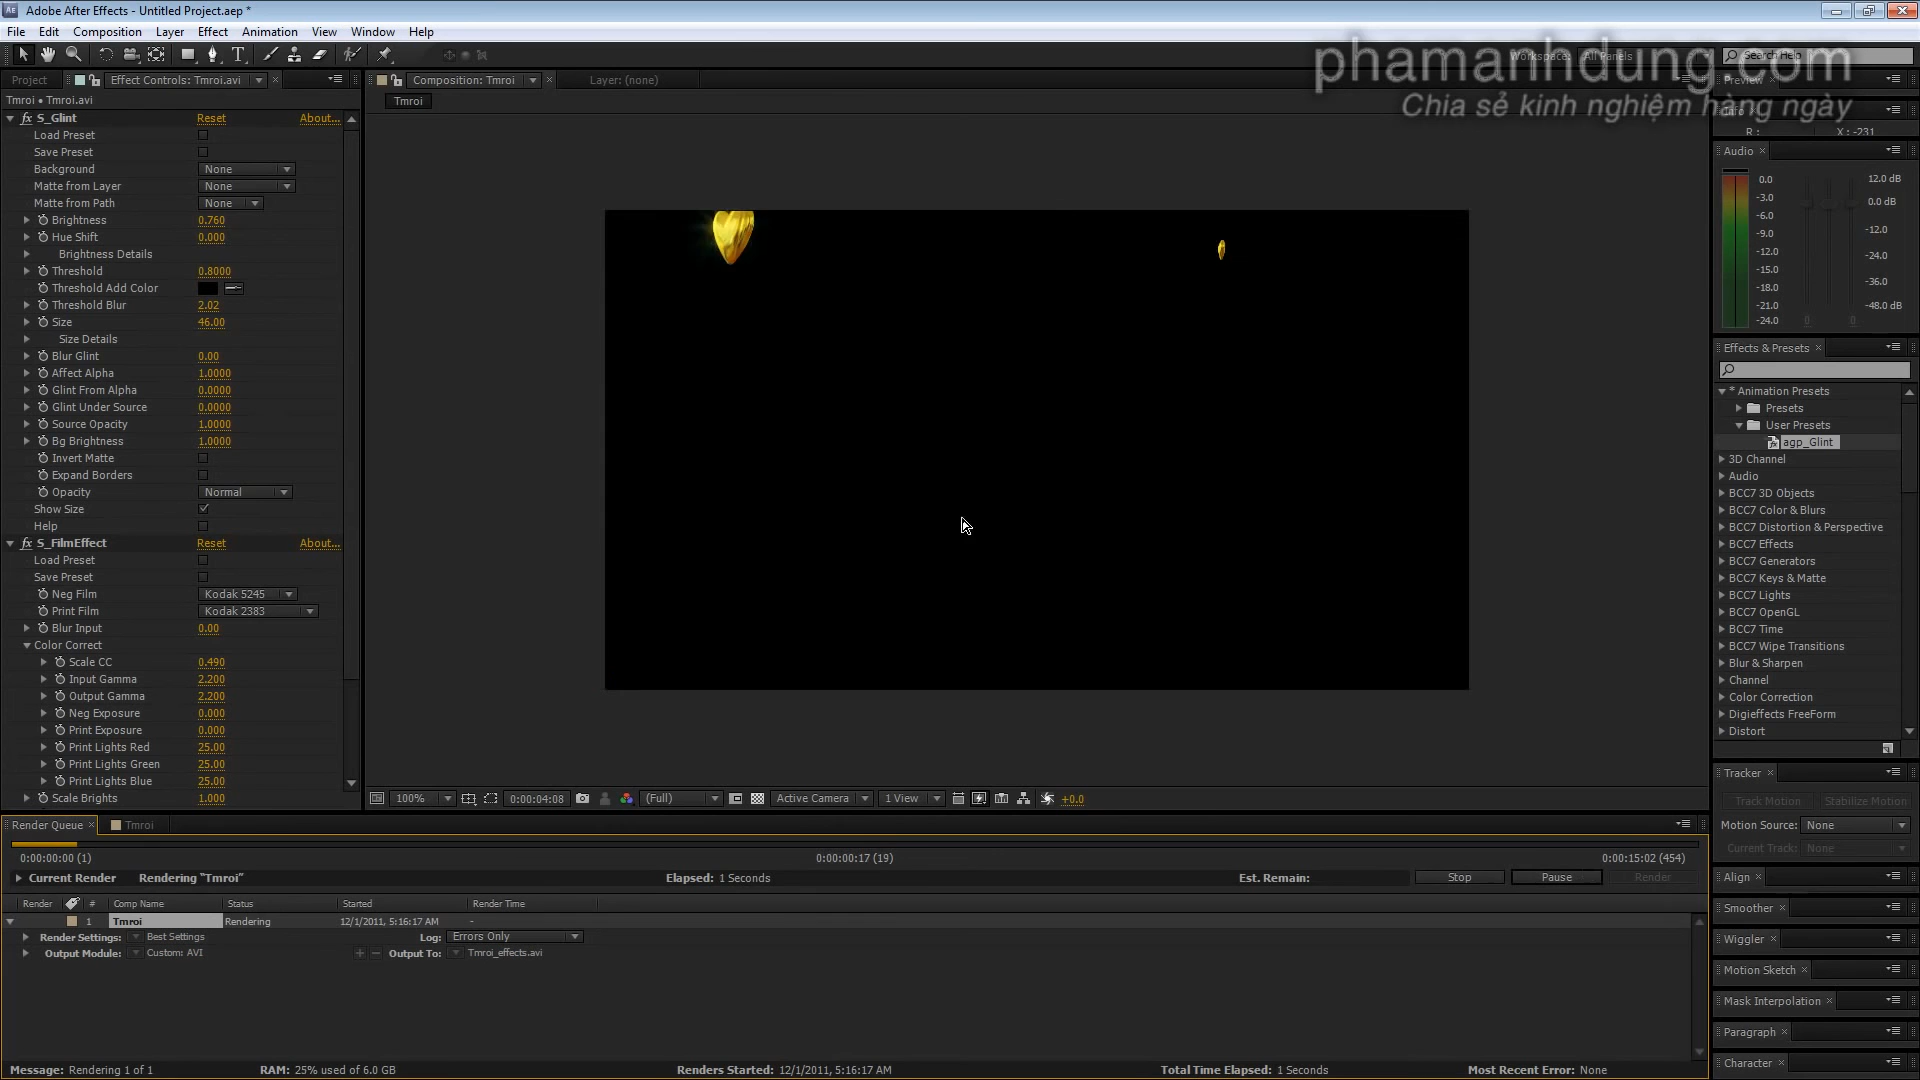 Adobe After Effects - Untitled Project.aep *
File Edit Composition Layer Effect Animation View Window Help
Workspace: All Panels Search Help
phamanhdung.com
Chia sẻ kinh nghiệm hàng ngày
Project Effect Controls: Tmroi.avi
Tmroi • Tmroi.avi
S_Glint Reset About...
Load Preset
Save Preset
Background None
Matte from Layer None
Matte from Path None
Brightness 0.760
Hue Shift 0.000
Brightness Details
Threshold 0.8000
Threshold Add Color
Threshold Blur 2.02
Size 46.00
Size Details
Blur Glint 0.00
Affect Alpha 1.0000
Glint From Alpha 0.0000
Glint Under Source 0.0000
Source Opacity 1.0000
Bg Brightness 1.0000
Invert Matte
Expand Borders
Opacity Normal
Show Size
Help
S_FilmEffect Reset About...
Load Preset
Save Preset
Neg Film Kodak 5245
Print Film Kodak 2383
Blur Input 0.00
Color Correct
Scale CC 0.490
Input Gamma 2.200
Output Gamma 2.200
Neg Exposure 0.000
Print Exposure 0.000
Print Lights Red 25.00
Print Lights Green 25.00
Print Lights Blue 25.00
Scale Brights 1.000
Composition: Tmroi Layer: (none)
Tmroi
100% 0:00:04:08 (Full) Active Camera 1 View +0.0
Preview
Info
R : X : -231
Audio
0.0 12.0 dB
-3.0
-6.0 0.0 dB
-9.0 -12.0
-12.0
-15.0 -24.0
-18.0 -36.0
-21.0 -48.0 dB
-24.0 0 0
Effects & Presets
* Animation Presets
Presets
User Presets
agp_Glint
3D Channel
Audio
BCC7 3D Objects
BCC7 Color & Blurs
BCC7 Distortion & Perspective
BCC7 Effects
BCC7 Generators
BCC7 Keys & Matte
BCC7 Lights
BCC7 OpenGL
BCC7 Time
BCC7 Wipe Transitions
Blur & Sharpen
Channel
Color Correction
Digieffects FreeForm
Distort
Tracker
Track Motion Stabilize Motion
Motion Source: None
Current Track: None
Align
Smoother
Wiggler
Motion Sketch
Mask Interpolation
Paragraph
Character
Render Queue Tmroi
0:00:00:00 (1) 0:00:00:17 (19) 0:00:15:02 (454)
Current Render Rendering “Tmroi” Elapsed: 1 Seconds Est. Remain: Stop Pause Render
Render # Comp Name Status Started Render Time
1 Tmroi Rendering 12/1/2011, 5:16:17 AM -
Render Settings: Best Settings Log: Errors Only
Output Module: Custom: AVI + − Output To: Tmroi_effects.avi
Message: Rendering 1 of 1 RAM: 25% used of 6.0 GB Renders Started: 12/1/2011, 5:16:17 AM Total Time Elapsed: 1 Seconds Most Recent Error: None